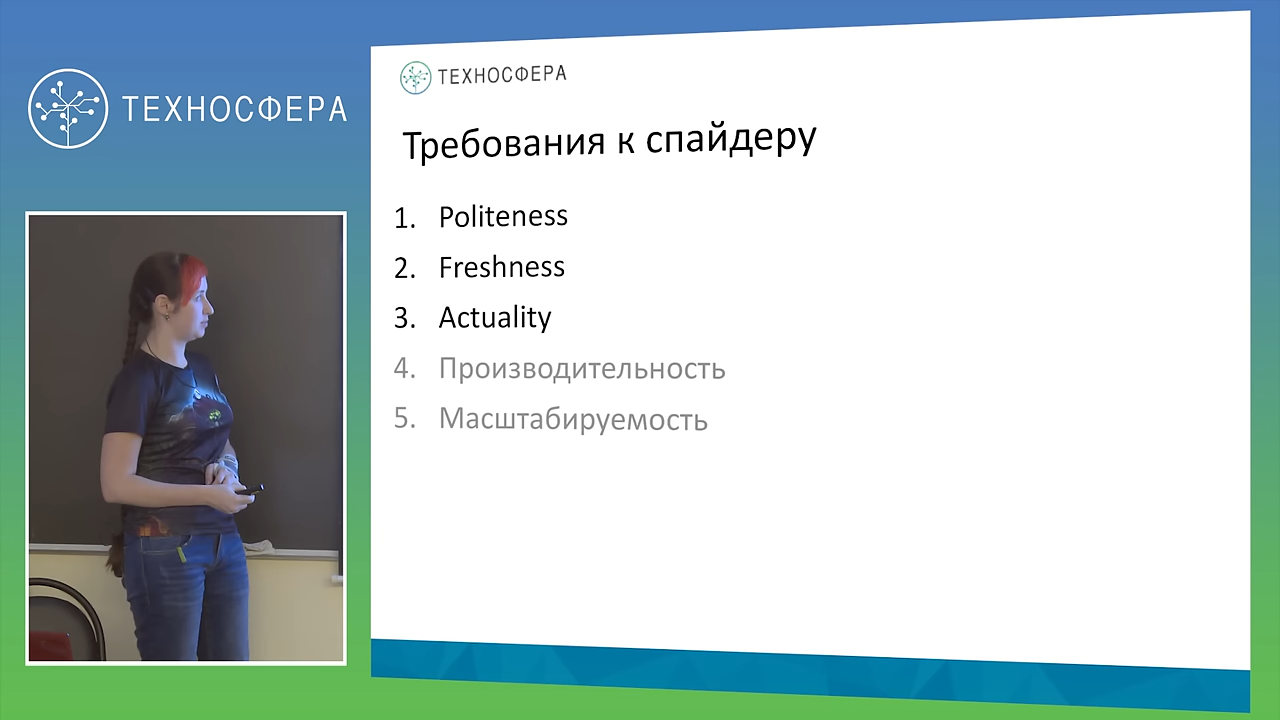 ТЕХНОСФЕРА
ТЕХНОСФЕРА
Требования к спайдеру
1. Politeness
2. Freshness
3. Actuality
4. Производительность
5. Масштабируемость